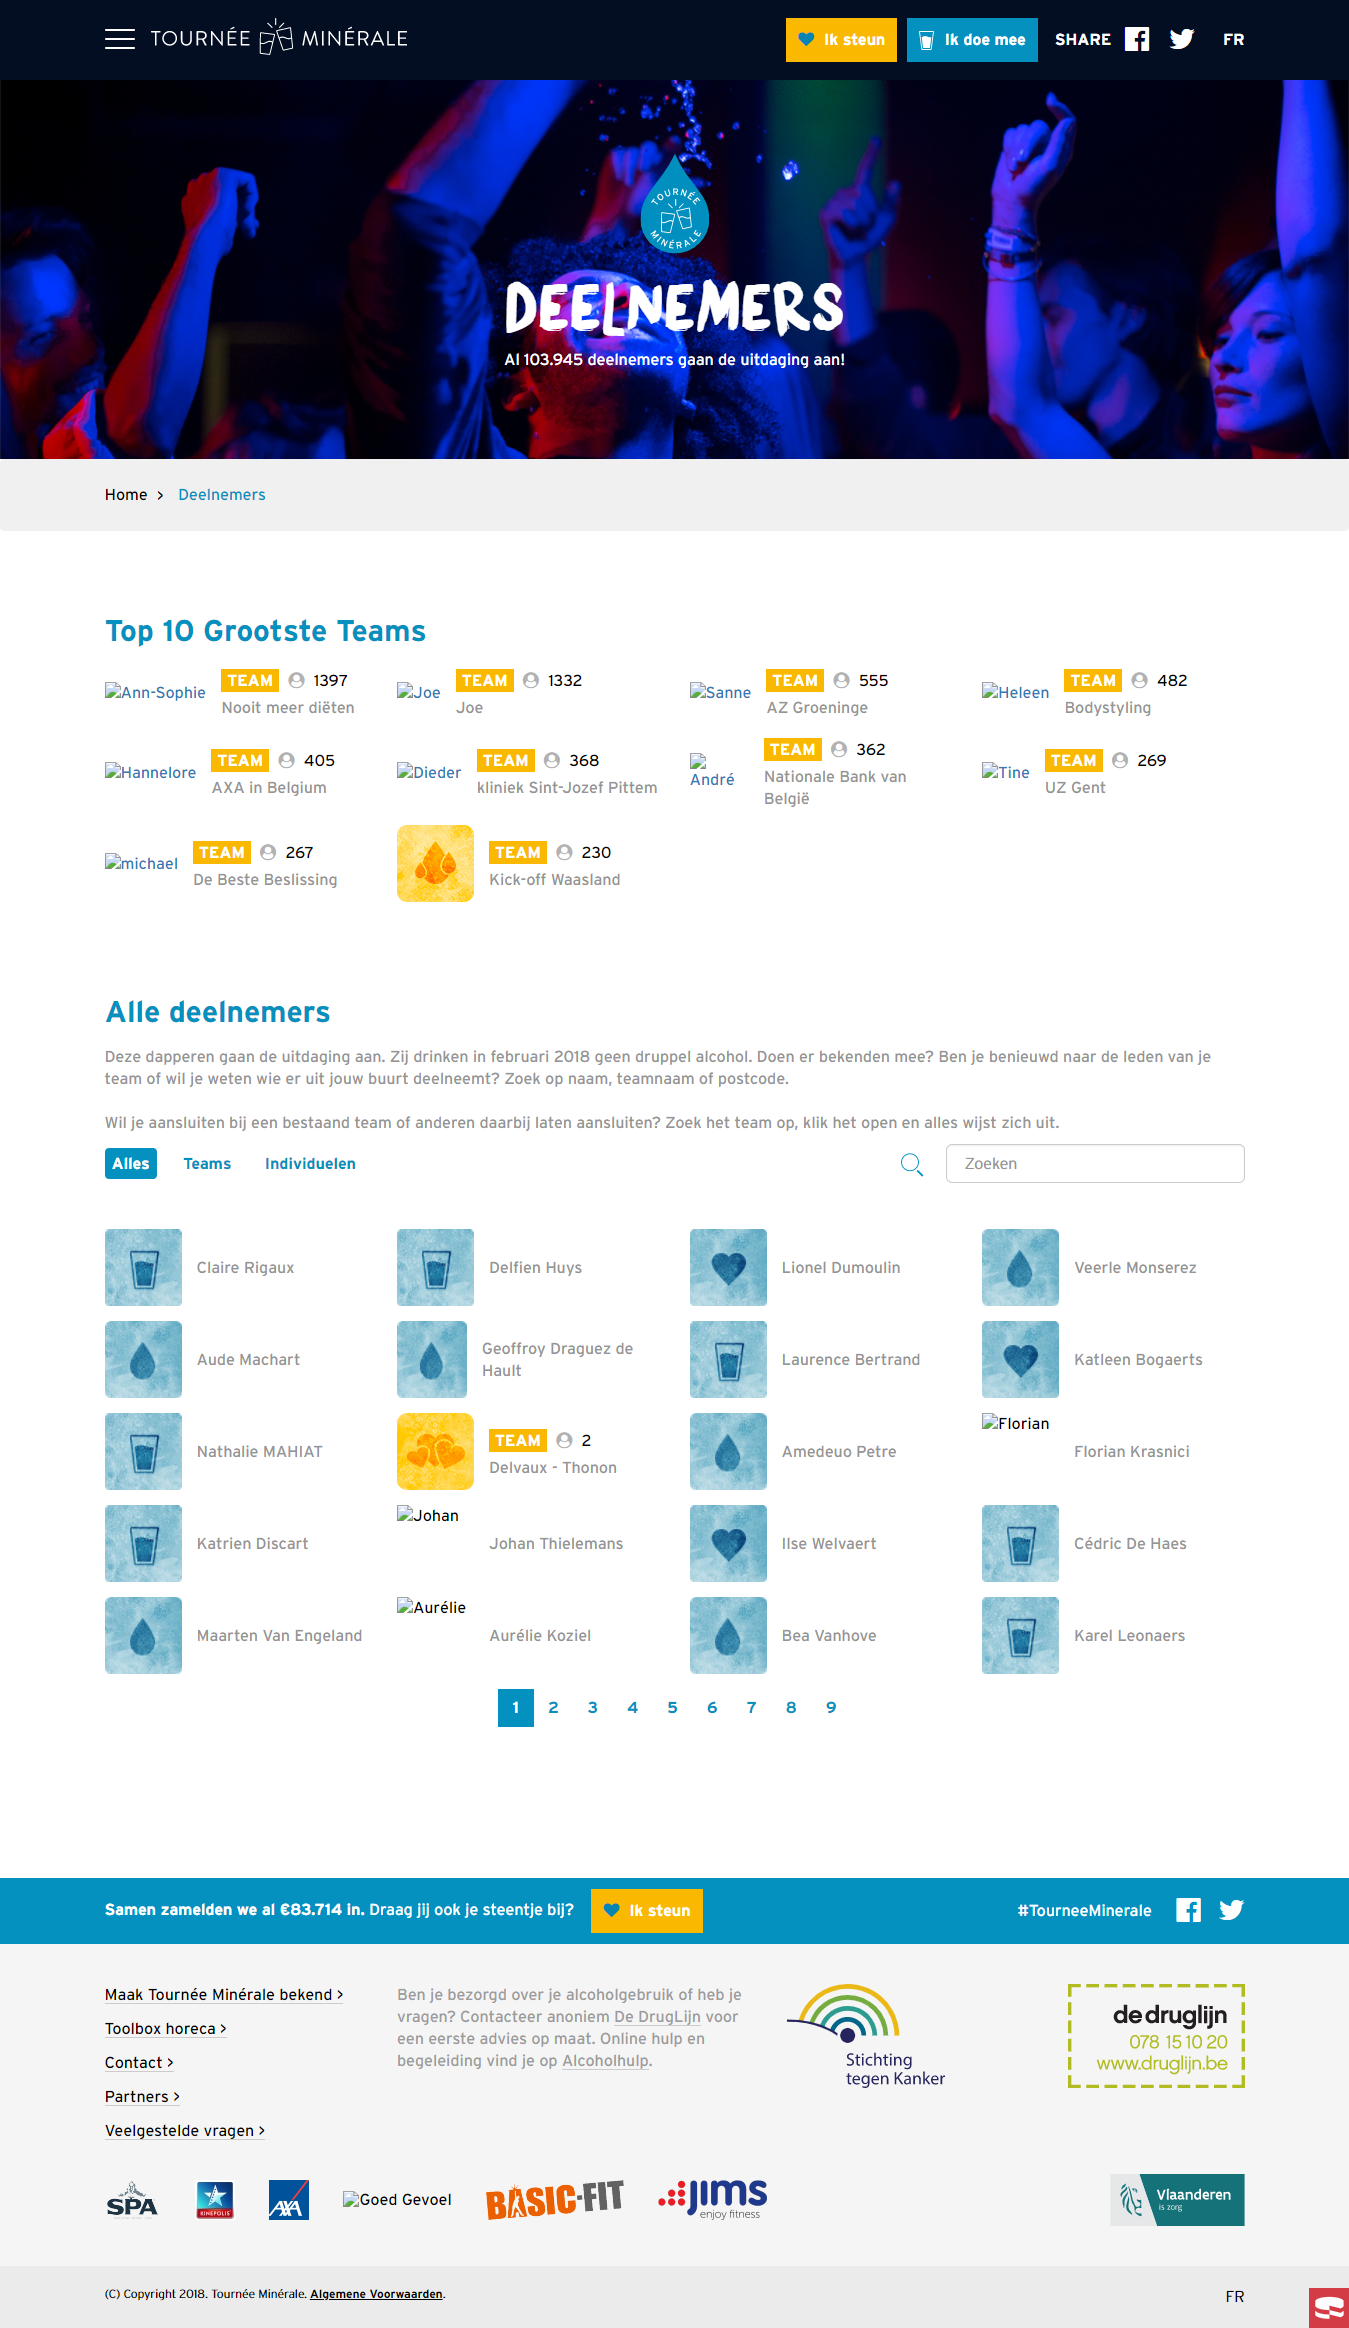 TOURNÉE MINÉRALE
Ik steun
Ik doe mee
SHARE
FR
TOURNÉE
MINÉRALE
DEELNEMERS
Al 103.945 deelnemers gaan de uitdaging aan!
Home > Deelnemers
Top 10 Grootste Teams
Ann-Sophie TEAM 1397
Nooit meer diëten
Joe TEAM 1332
Joe
Sanne TEAM 555
AZ Groeninge
Heleen TEAM 482
Bodystyling
Hannelore TEAM 405
AXA in Belgium
Dieder TEAM 368
kliniek Sint-Jozef Pittem
André TEAM 362
Nationale Bank van
België
Tine TEAM 269
UZ Gent
michael TEAM 267
De Beste Beslissing
TEAM 230
Kick-off Waasland
Alle deelnemers
Deze dapperen gaan de uitdaging aan. Zij drinken in februari 2018 geen druppel alcohol. Doen er bekenden mee? Ben je benieuwd naar de leden van je
team of wil je weten wie er uit jouw buurt deelneemt? Zoek op naam, teamnaam of postcode.
Wil je aansluiten bij een bestaand team of anderen daarbij laten aansluiten? Zoek het team op, klik het open en alles wijst zich uit.
Alles Teams Individuelen Zoeken
Claire Rigaux
Delfien Huys
Lionel Dumoulin
Veerle Monserez
Aude Machart
Geoffroy Draguez de
Hault
Laurence Bertrand
Katleen Bogaerts
Nathalie MAHIAT
TEAM 2
Delvaux - Thonon
Amedeuo Petre
Florian
Florian Krasnici
Katrien Discart
Johan
Johan Thielemans
Ilse Welvaert
Cédric De Haes
Maarten Van Engeland
Aurélie
Aurélie Koziel
Bea Vanhove
Karel Leonaers
1 2 3 4 5 6 7 8 9
Samen zamelden we al €83.714 in. Draag jij ook je steentje bij? Ik steun
#TourneeMinerale
Maak Tournée Minérale bekend >
Toolbox horeca >
Contact >
Partners >
Veelgestelde vragen >
Ben je bezorgd over je alcoholgebruik of heb je
vragen? Contacteer anoniem De DrugLijn voor
een eerste advies op maat. Online hulp en
begeleiding vind je op Alcoholhulp.
Stichting
tegen Kanker
de druglijn
078 15 10 20
www.druglijn.be
SPA
KINEPOLIS
AXA
Goed Gevoel
BASIC-FIT
jims
enjoy fitness
Vlaanderen
is zorg
(C) Copyright 2018. Tournée Minérale. Algemene Voorwaarden.
FR